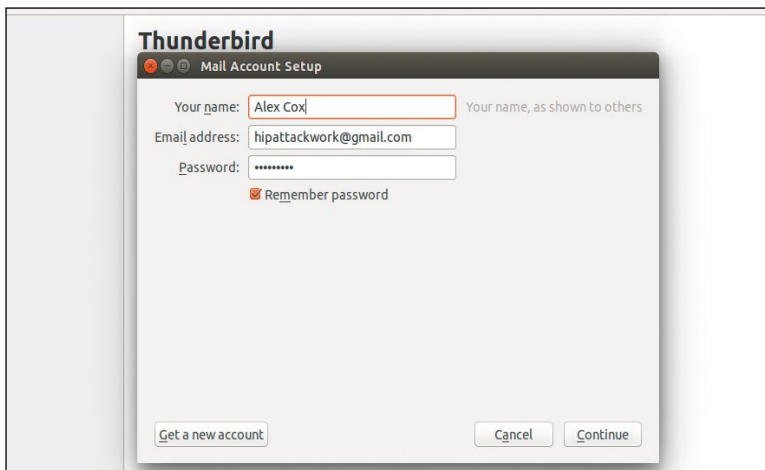 Thunderbird
Mail Account Setup
Your name: Alex Cox Your name, as shown to others
Email address: hipattackwork@gmail.com
Password: •••••••••
Remember password
Get a new account Cancel Continue